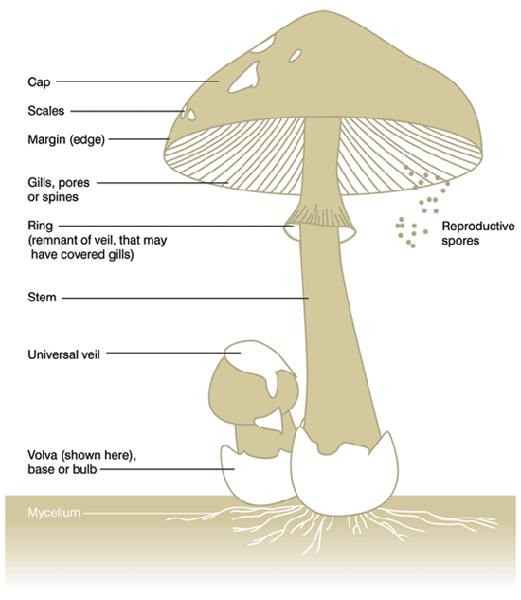 Cap
Scales
Margin (edge)
Gills, pores
or spines
Ring
(remnant of veil, that may
have covered gills)
Reproductive
spores
Stem
Universal veil
Volva (shown here),
base or bulb
Mycelium